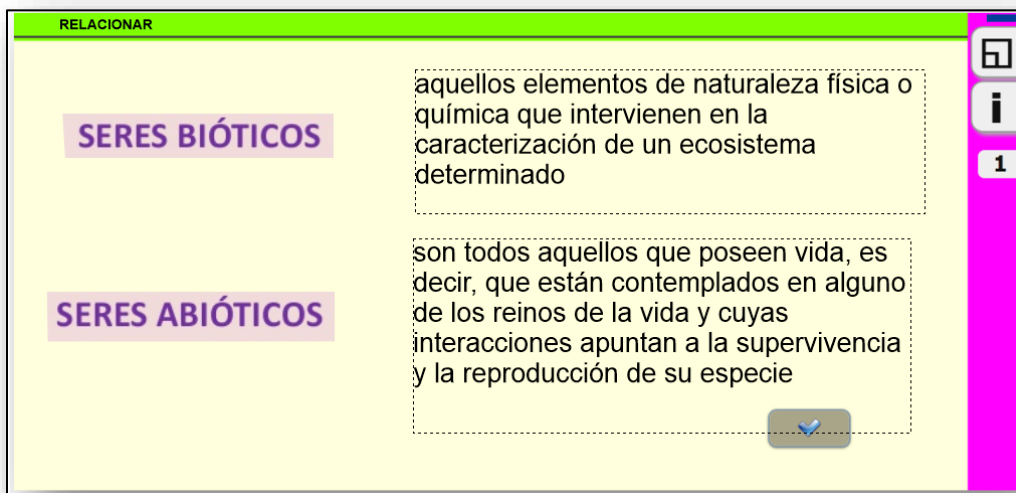 RELACIONAR
SERES BIÓTICOS
aquellos elementos de naturaleza física o
química que intervienen en la
caracterización de un ecosistema
determinado
SERES ABIÓTICOS
son todos aquellos que poseen vida, es
decir, que están contemplados en alguno
de los reinos de la vida y cuyas
interacciones apuntan a la supervivencia
y la reproducción de su especie
i
1